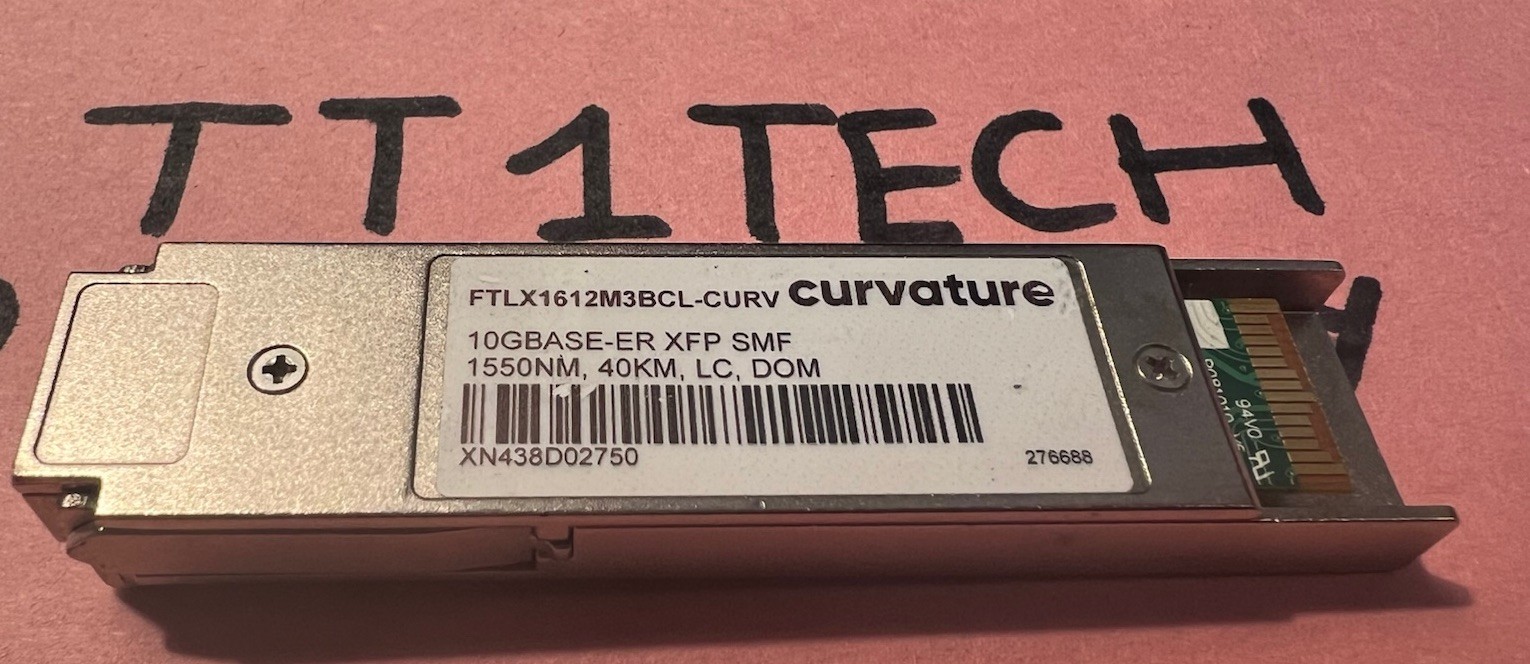 TT1TECH
FTLX1612M3BCL-CURV curvature
10GBASE-ER XFP SMF
1550NM, 40KM, LC, DOM
XN438D02750 276688
94V0